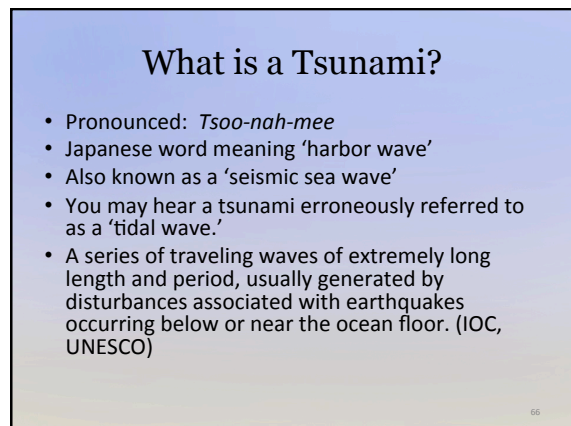 What is a Tsunami?
• Pronounced: Tsoo-nah-mee
• Japanese word meaning ‘harbor wave’
• Also known as a ‘seismic sea wave’
• You may hear a tsunami erroneously referred to
as a ‘tidal wave.’
• A series of traveling waves of extremely long
length and period, usually generated by
disturbances associated with earthquakes
occurring below or near the ocean floor. (IOC,
UNESCO)
66